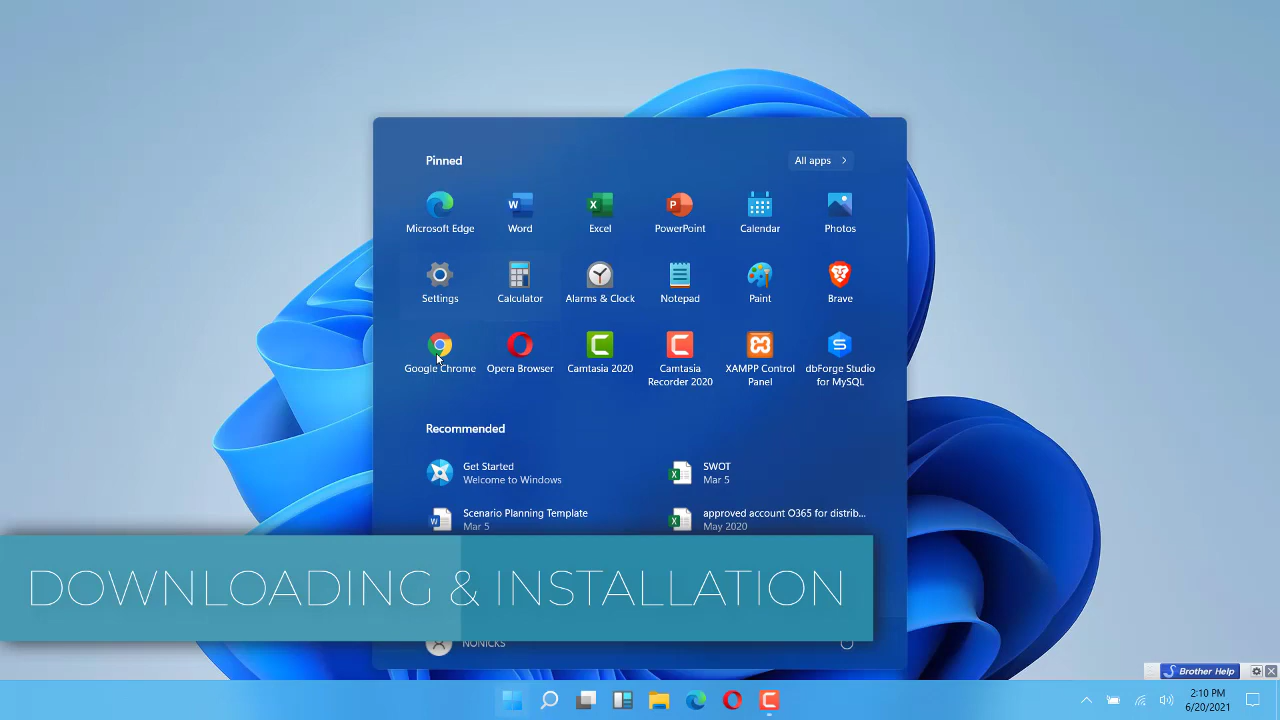 Pinned
All apps
Microsoft Edge
Word
Excel
PowerPoint
Calendar
Photos
Settings
Calculator
Alarms & Clock
Notepad
Paint
Brave
Google Chrome
Opera Browser
Camtasia 2020
Camtasia
Recorder 2020
XAMPP Control
Panel
dbForge Studio
for MySQL
Recommended
Get Started
Welcome to Windows
SWOT
Mar 5
Scenario Planning Template
Mar 5
approved account O365 for distrib...
May 2020
DOWNLOADING & INSTALLATION
NONICKS
Brother Help
2:10 PM
6/20/2021